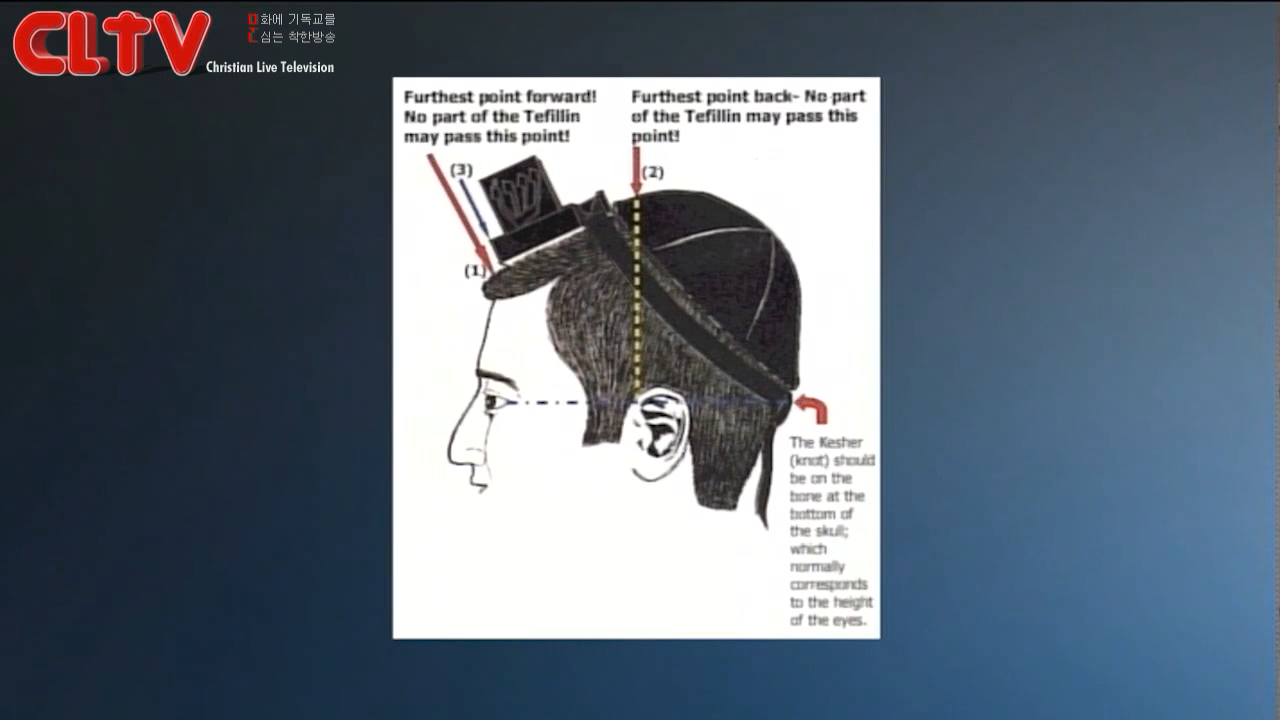 CLTV
문화에 기독교를
심는 착한방송
Christian Live Television
Furthest point forward!
No part of the Tefillin
may pass this point!
Furthest point back- No part
of the Tefillin may pass this
point!
(3)
(2)
(1)
The Kesher
(knot) should
be on the
bone at the
bottom of
the skull;
which
normally
corresponds
to the height
of the eyes.